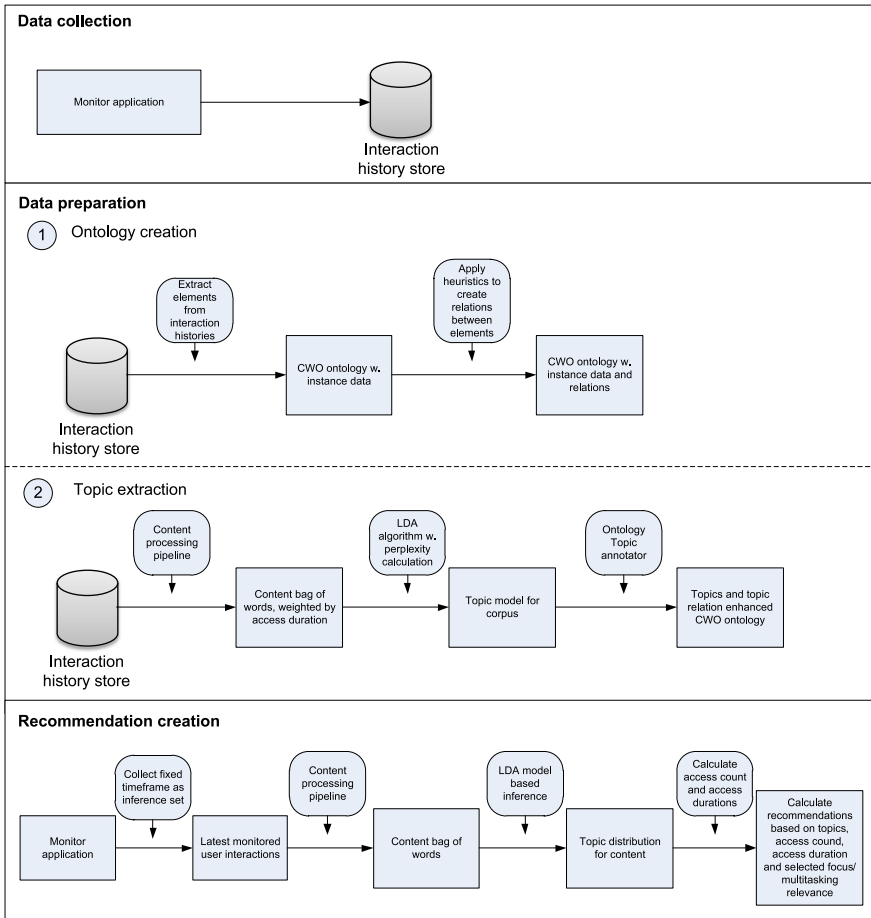 Data collection
Monitor application
Interaction
history store
Data preparation
1
Ontology creation
Extract
elements
from
interaction
histories
Apply
heuristics to
create
relations
between
elements
CWO ontology w.
instance data
CWO ontology w.
instance data and
relations
Interaction
history store
2
Topic extraction
Content
processing
pipeline
LDA
algorithm w.
perplexity
calculation
Ontology
Topic
annotator
Content bag of
words, weighted by
access duration
Topic model for
corpus
Topics and topic
relation enhanced
CWO ontology
Interaction
history store
Recommendation creation
Collect fixed
timeframe as
inference set
Content
processing
pipeline
LDA model
based
inference
Calculate
access count
and access
durations
Monitor
application
Latest monitored
user interactions
Content bag of
words
Topic distribution
for content
Calculate
recommendations
based on topics,
access cound,
access duration
and selected focus/
multitasking
relevance